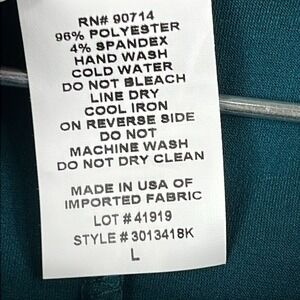 RN# 90714
96% POLYESTER
4% SPANDEX
HAND WASH
COLD WATER
DO NOT BLEACH
LINE DRY
COOL IRON
ON REVERSE SIDE
DO NOT
MACHINE WASH
DO NOT DRY CLEAN
MADE IN USA OF
IMPORTED FABRIC
LOT # 41919
STYLE # 3013418K
L